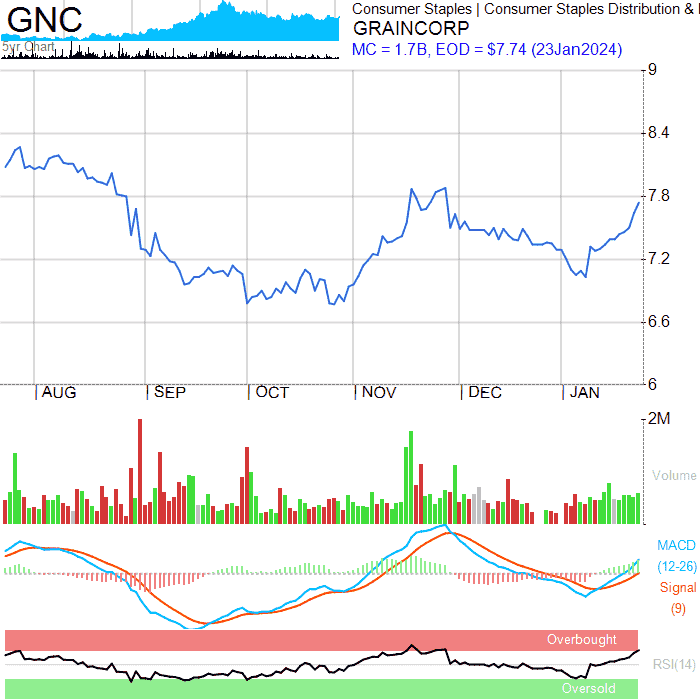 GNC
5yr Chart
Consumer Staples | Consumer Staples Distribution &
GRAINCORP
MC = 1.7B, EOD = $7.74 (23Jan2024)
9
8.4
7.8
7.2
6.6
6
| AUG | SEP | OCT | NOV | DEC | JAN
2M
Volume
MACD
(12-26)
Signal
(9)
Overbought
RSI(14)
Oversold